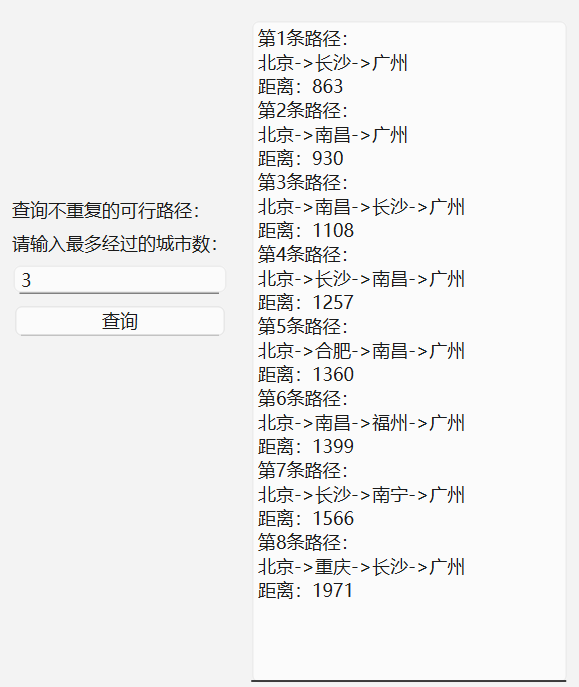 查询不重复的可行路径：
请输入最多经过的城市数：
3
查询
第1条路径：
北京->长沙->广州
距离：863
第2条路径：
北京->南昌->广州
距离：930
第3条路径：
北京->南昌->长沙->广州
距离：1108
第4条路径：
北京->长沙->南昌->广州
距离：1257
第5条路径：
北京->合肥->南昌->广州
距离：1360
第6条路径：
北京->南昌->福州->广州
距离：1399
第7条路径：
北京->长沙->南宁->广州
距离：1566
第8条路径：
北京->重庆->长沙->广州
距离：1971